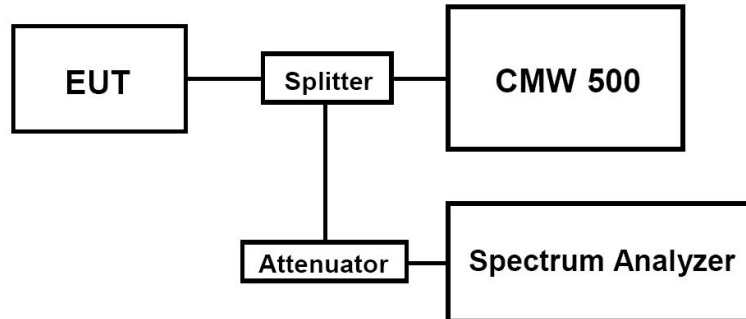 EUT
Splitter
CMW 500
Attenuator
Spectrum Analyzer